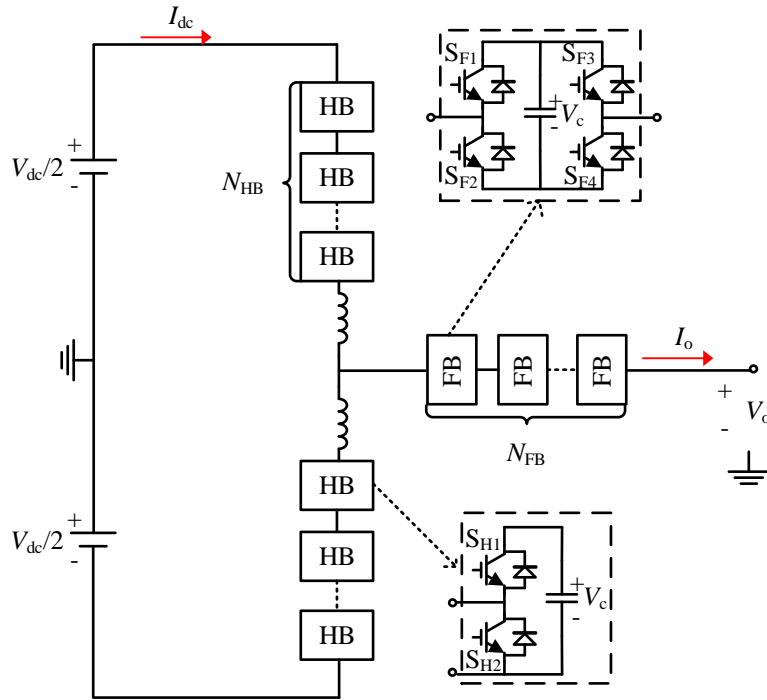 I_dc
S_F1
S_F3
HB
+
V_c
-
+
V_dc/2
-
N_HB
HB
S_F2
S_F4
HB
I_o
FB
FB
FB
+
V_o
-
N_FB
HB
S_H1
+
V_dc/2
-
HB
+
V_c
-
HB
S_H2